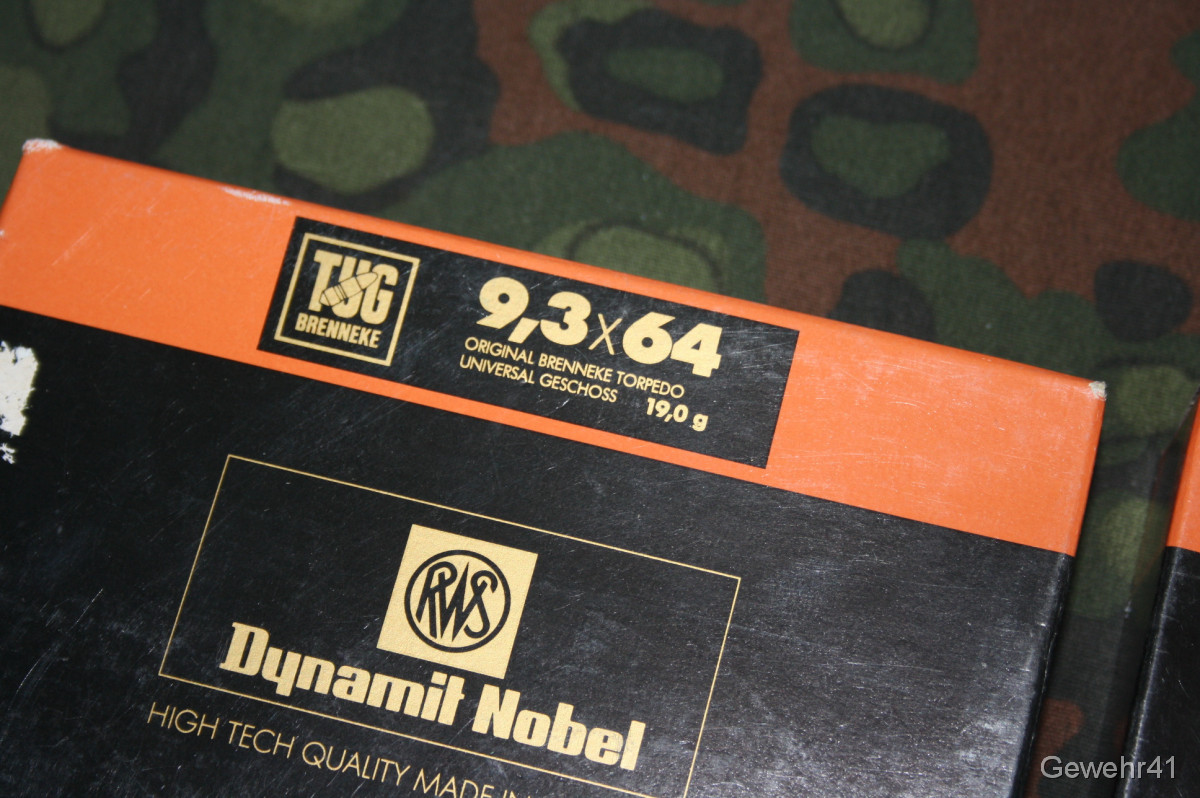 TUG
BRENNEKE
9,3x64
ORIGINAL BRENNEKE TORPEDO
UNIVERSAL GESCHOSS 19,0 g
RWS
Dynamit Nobel
HIGH TECH QUALITY MADE IN
Gewehr41